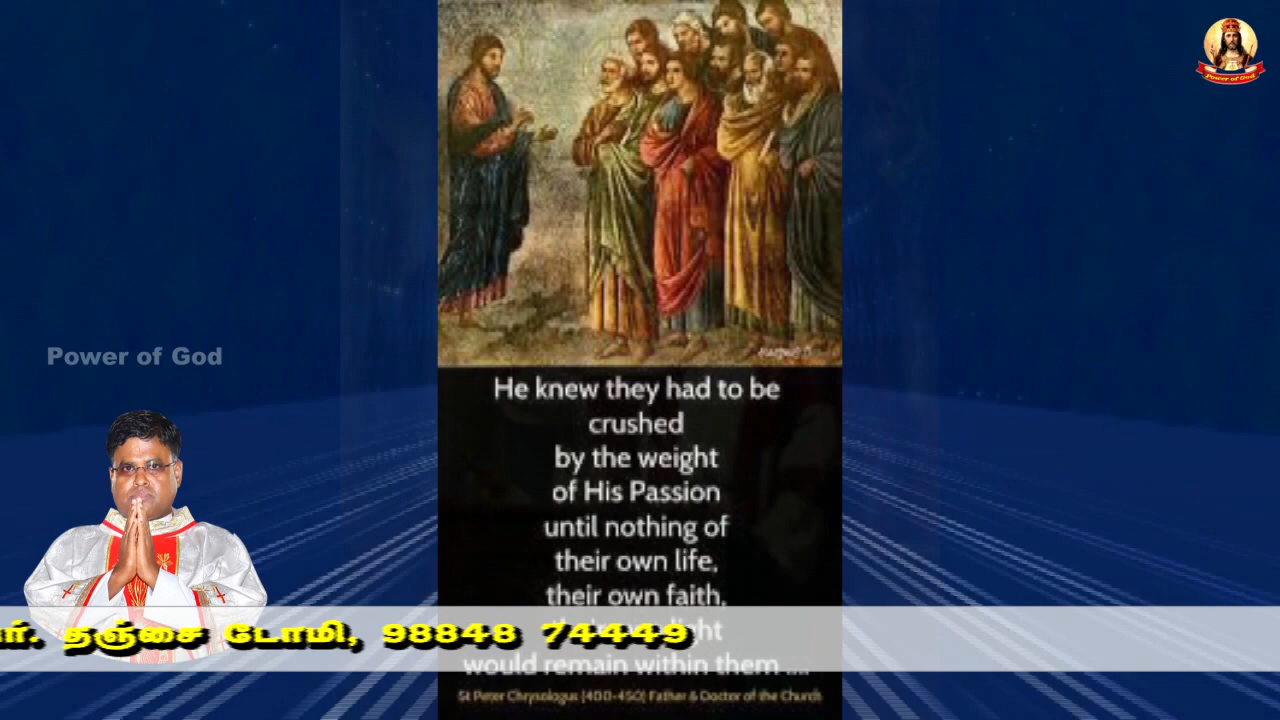 Power of God
Power of God
He knew they had to be
crushed
by the weight
of His Passion
until nothing of
their own life,
their own faith,
would remain within them ....
St Peter Chrysologus (400-450) Father & Doctor of the Church
தஞ்சை டோமி, 98848 74449